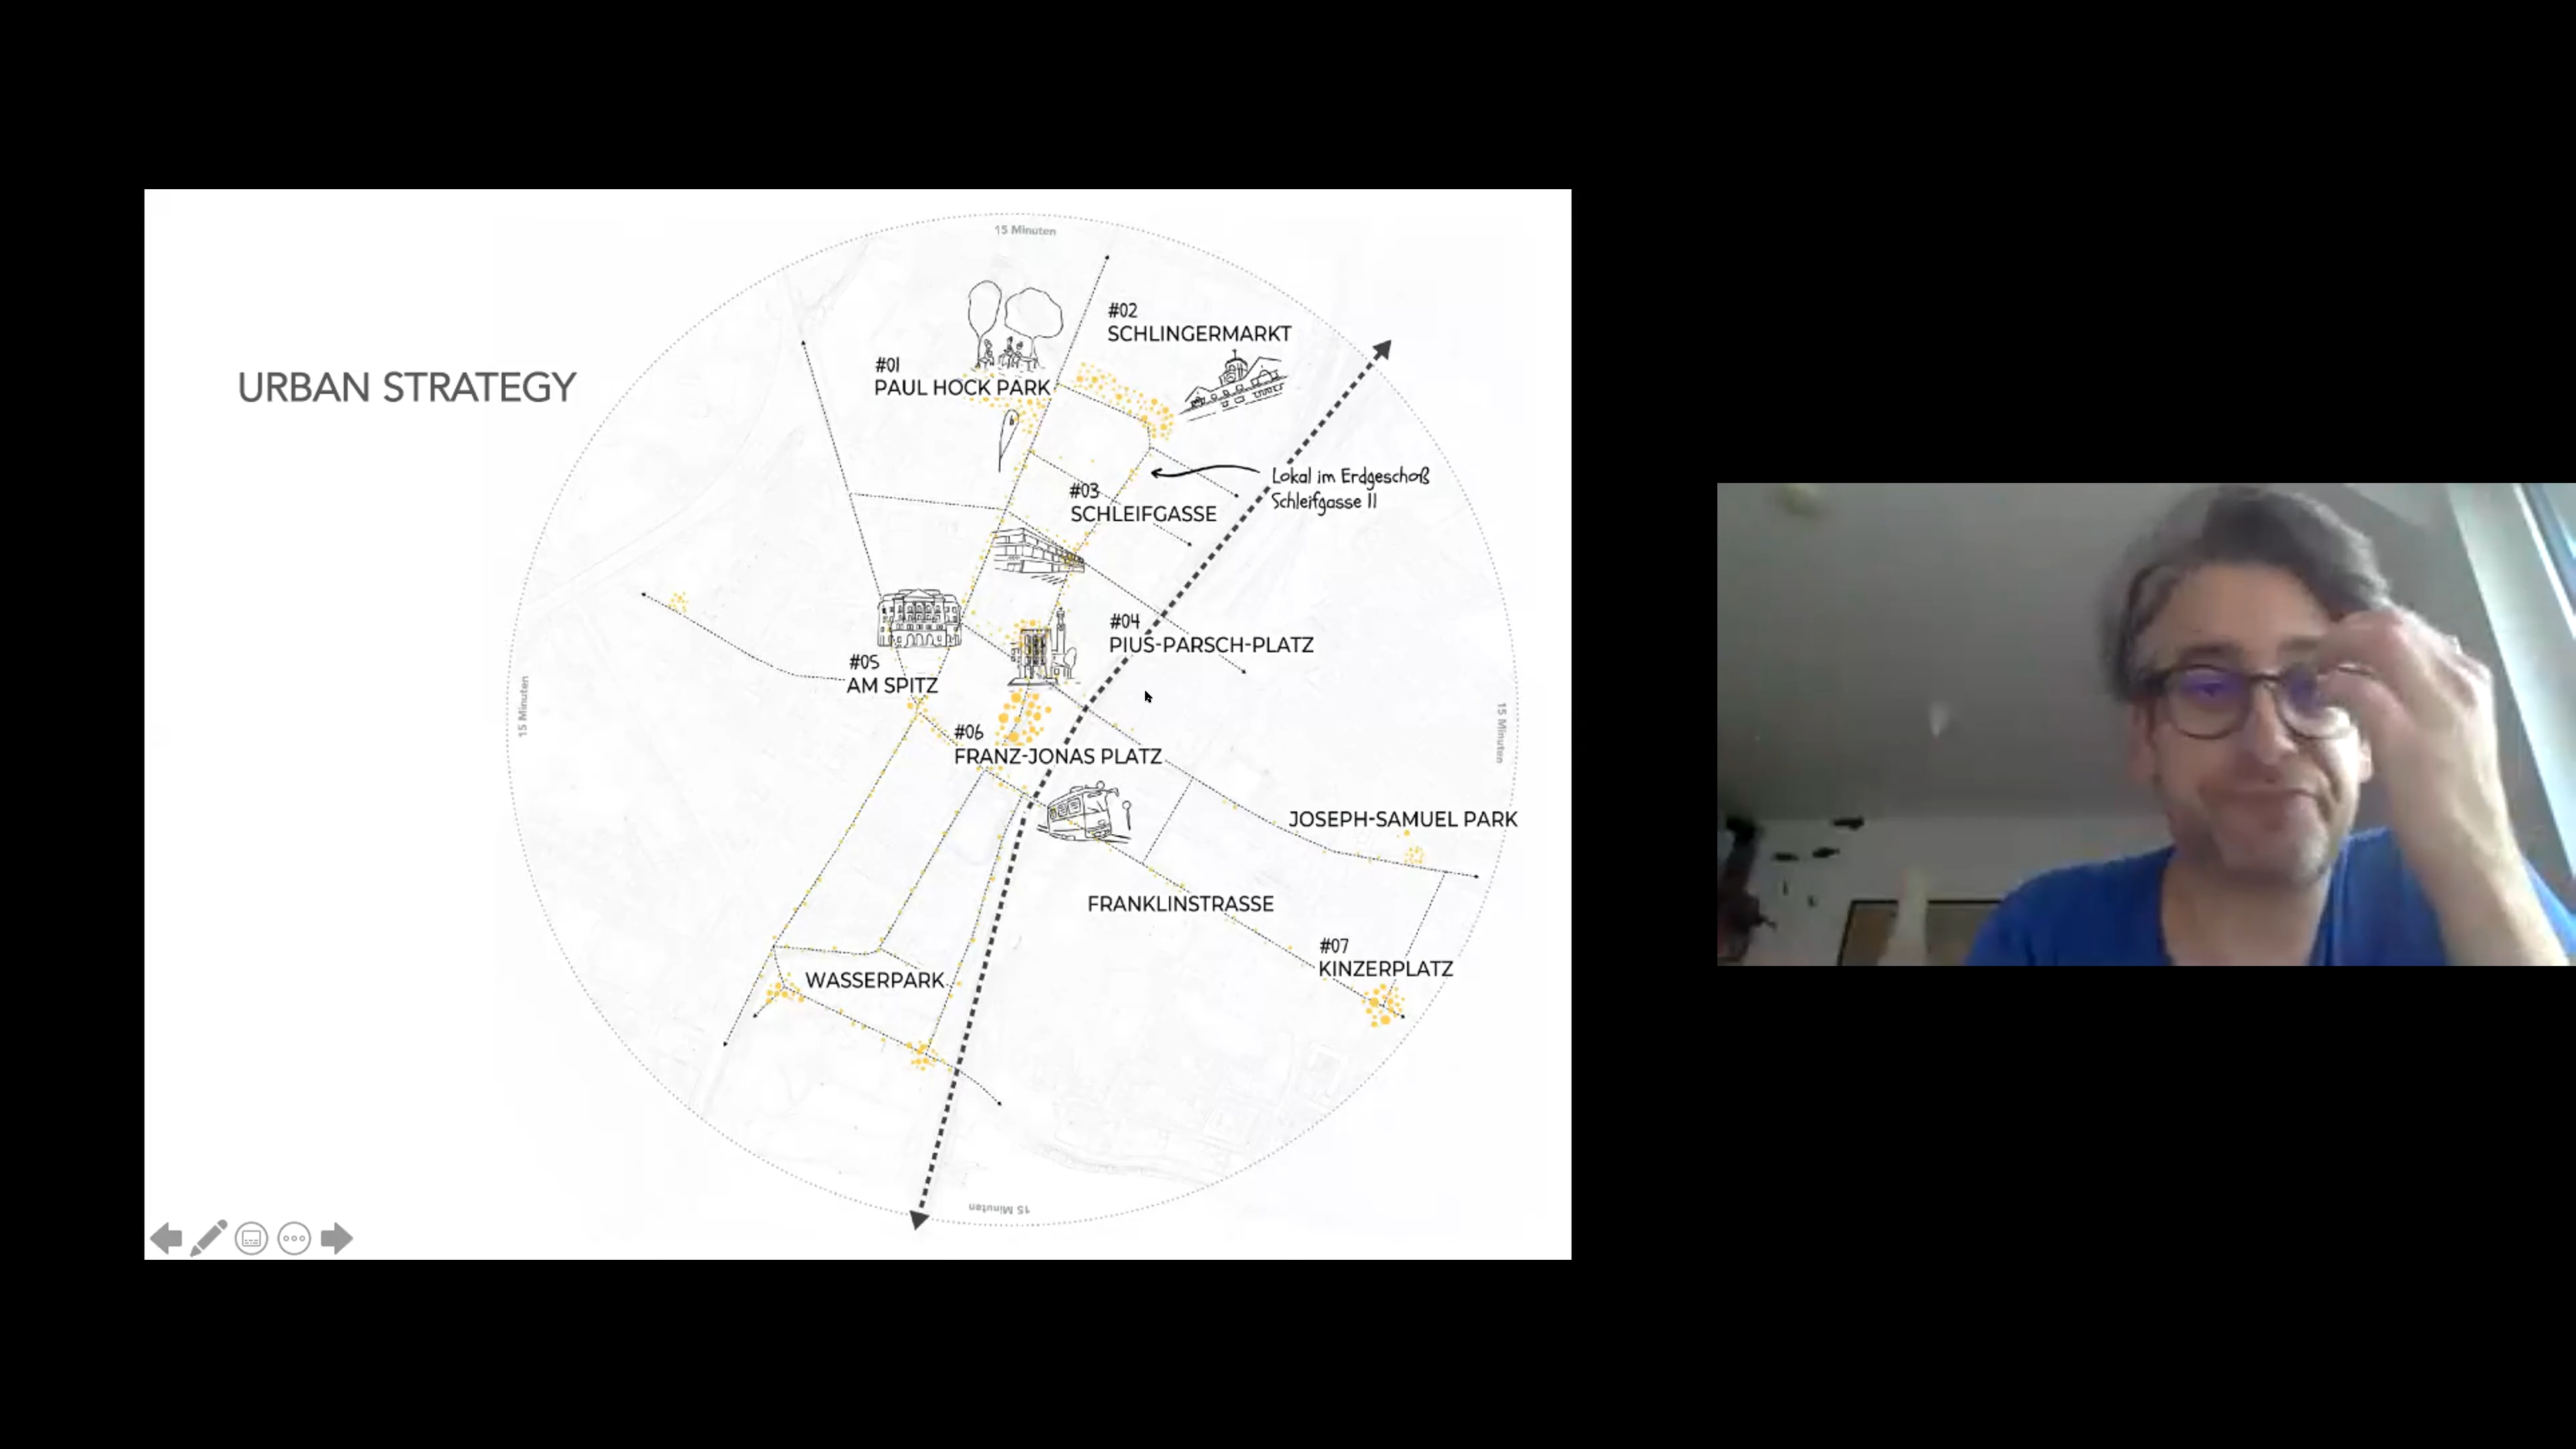 15 Minuten
URBAN STRATEGY
#01
PAUL HOCK PARK
#02
SCHLINGERMARKT
Lokal im Erdgeschoß
Schleifgasse 11
#03
SCHLEIFGASSE
#04
PIUS-PARSCH-PLATZ
#05
AM SPITZ
15 Minuten
15 Minuten
#06
FRANZ-JONAS PLATZ
JOSEPH-SAMUEL PARK
FRANKLINSTRASSE
#07
KINZERPLATZ
WASSERPARK
15 Minuten